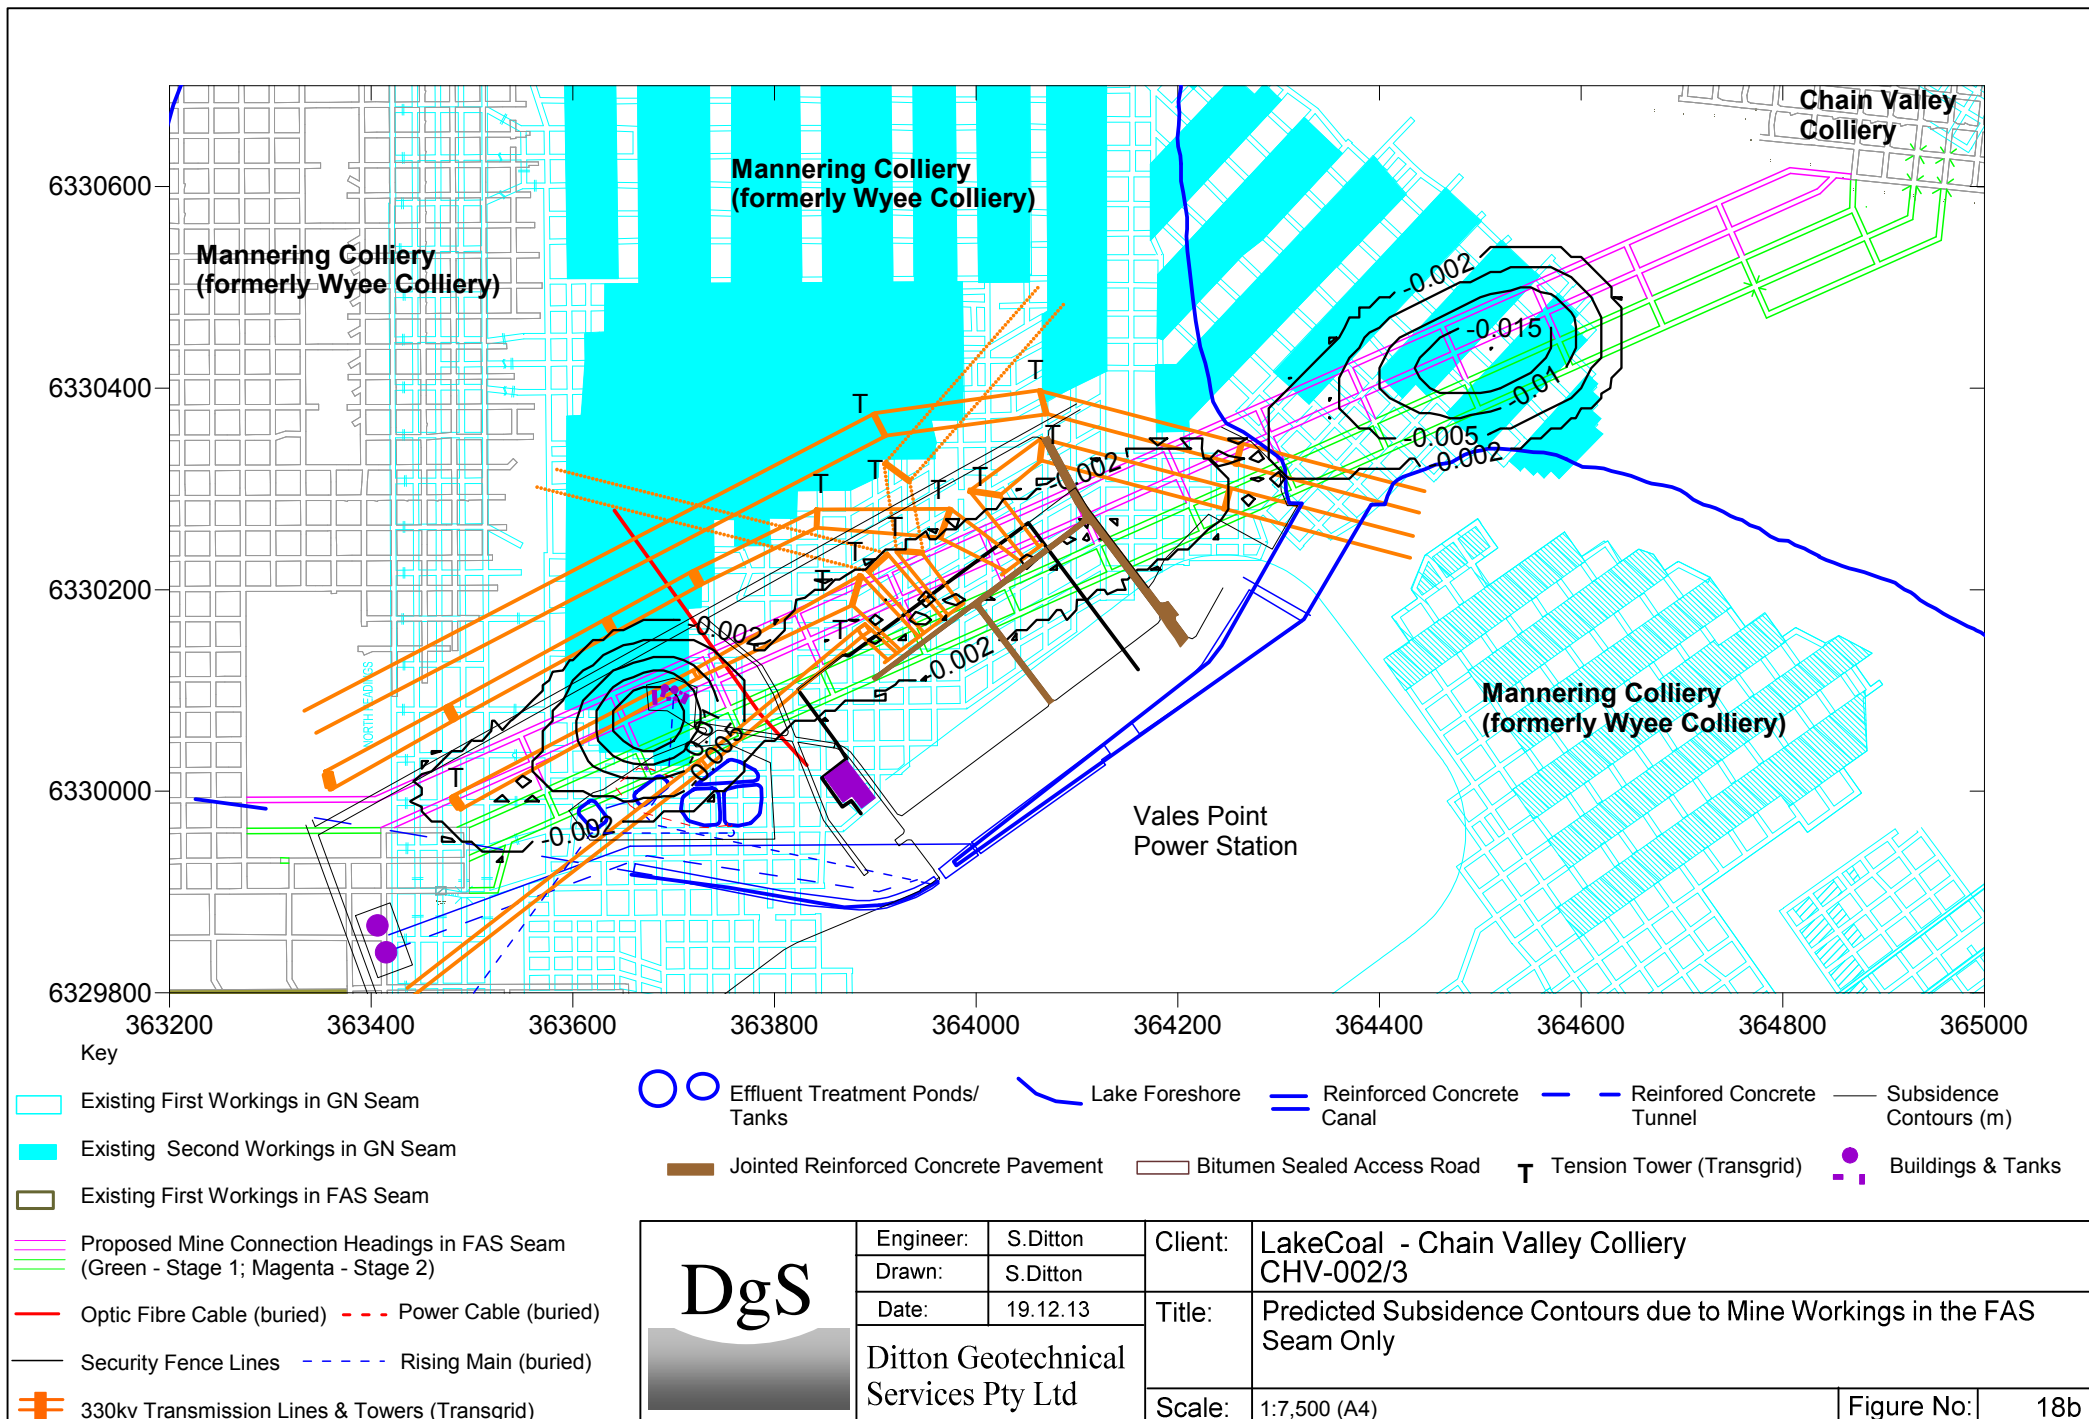 Chain Valley
Colliery
Mannering Colliery
(formerly Wyee Colliery)
Mannering Colliery
(formerly Wyee Colliery)
6330600
6330400
6330200
6330000
6329800
-0.002
-0.015
-0.01
-0.005
-0.002
-0.002
-0.002
-0.002
-0.01
-0.005
-0.002
T
T
T
T
T
T
T
T
T
T
T
T
NORTH HEADINGS
Mannering Colliery
(formerly Wyee Colliery)
Vales Point
Power Station
363200
363400
363600
363800
364000
364200
364400
364600
364800
365000
Key
Existing First Workings in GN Seam
Existing  Second Workings in GN Seam
Existing First Workings in FAS Seam
Proposed Mine Connection Headings in FAS Seam
(Green - Stage 1; Magenta - Stage 2)
Optic Fibre Cable (buried)
Power Cable (buried)
Security Fence Lines
Rising Main (buried)
330kv Transmission Lines & Towers (Transgrid)
Effluent Treatment Ponds/
Tanks
Lake Foreshore
Reinforced Concrete
Canal
Reinfored Concrete
Tunnel
Subsidence
Contours (m)
Jointed Reinforced Concrete Pavement
Bitumen Sealed Access Road
T
Tension Tower (Transgrid)
Buildings & Tanks
DgS
Engineer:
S.Ditton
Drawn:
S.Ditton
Date:
19.12.13
Ditton Geotechnical
Services Pty Ltd
Client:
LakeCoal  - Chain Valley Colliery
CHV-002/3
Title:
Predicted Subsidence Contours due to Mine Workings in the FAS
Seam Only
Scale:
1:7,500 (A4)
Figure No:
18b